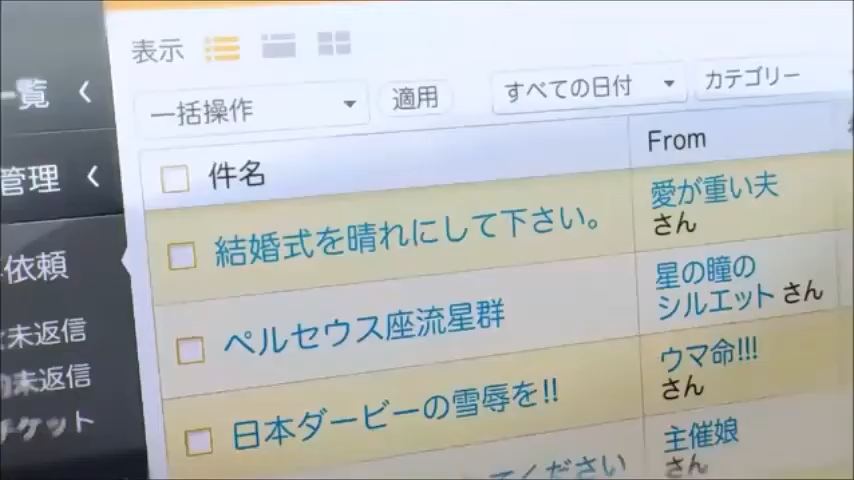 表示
一覧
一括操作
適用
すべての日付
カテゴリー
管理
件名
From
依頼
結婚式を晴れにして下さい。
愛が重い夫
さん
未返信
ペルセウス座流星群
星の瞳の
シルエット さん
未返信
チケット
日本ダービーの雪辱を!!
ウマ命!!!
さん
てください
主催娘
さん